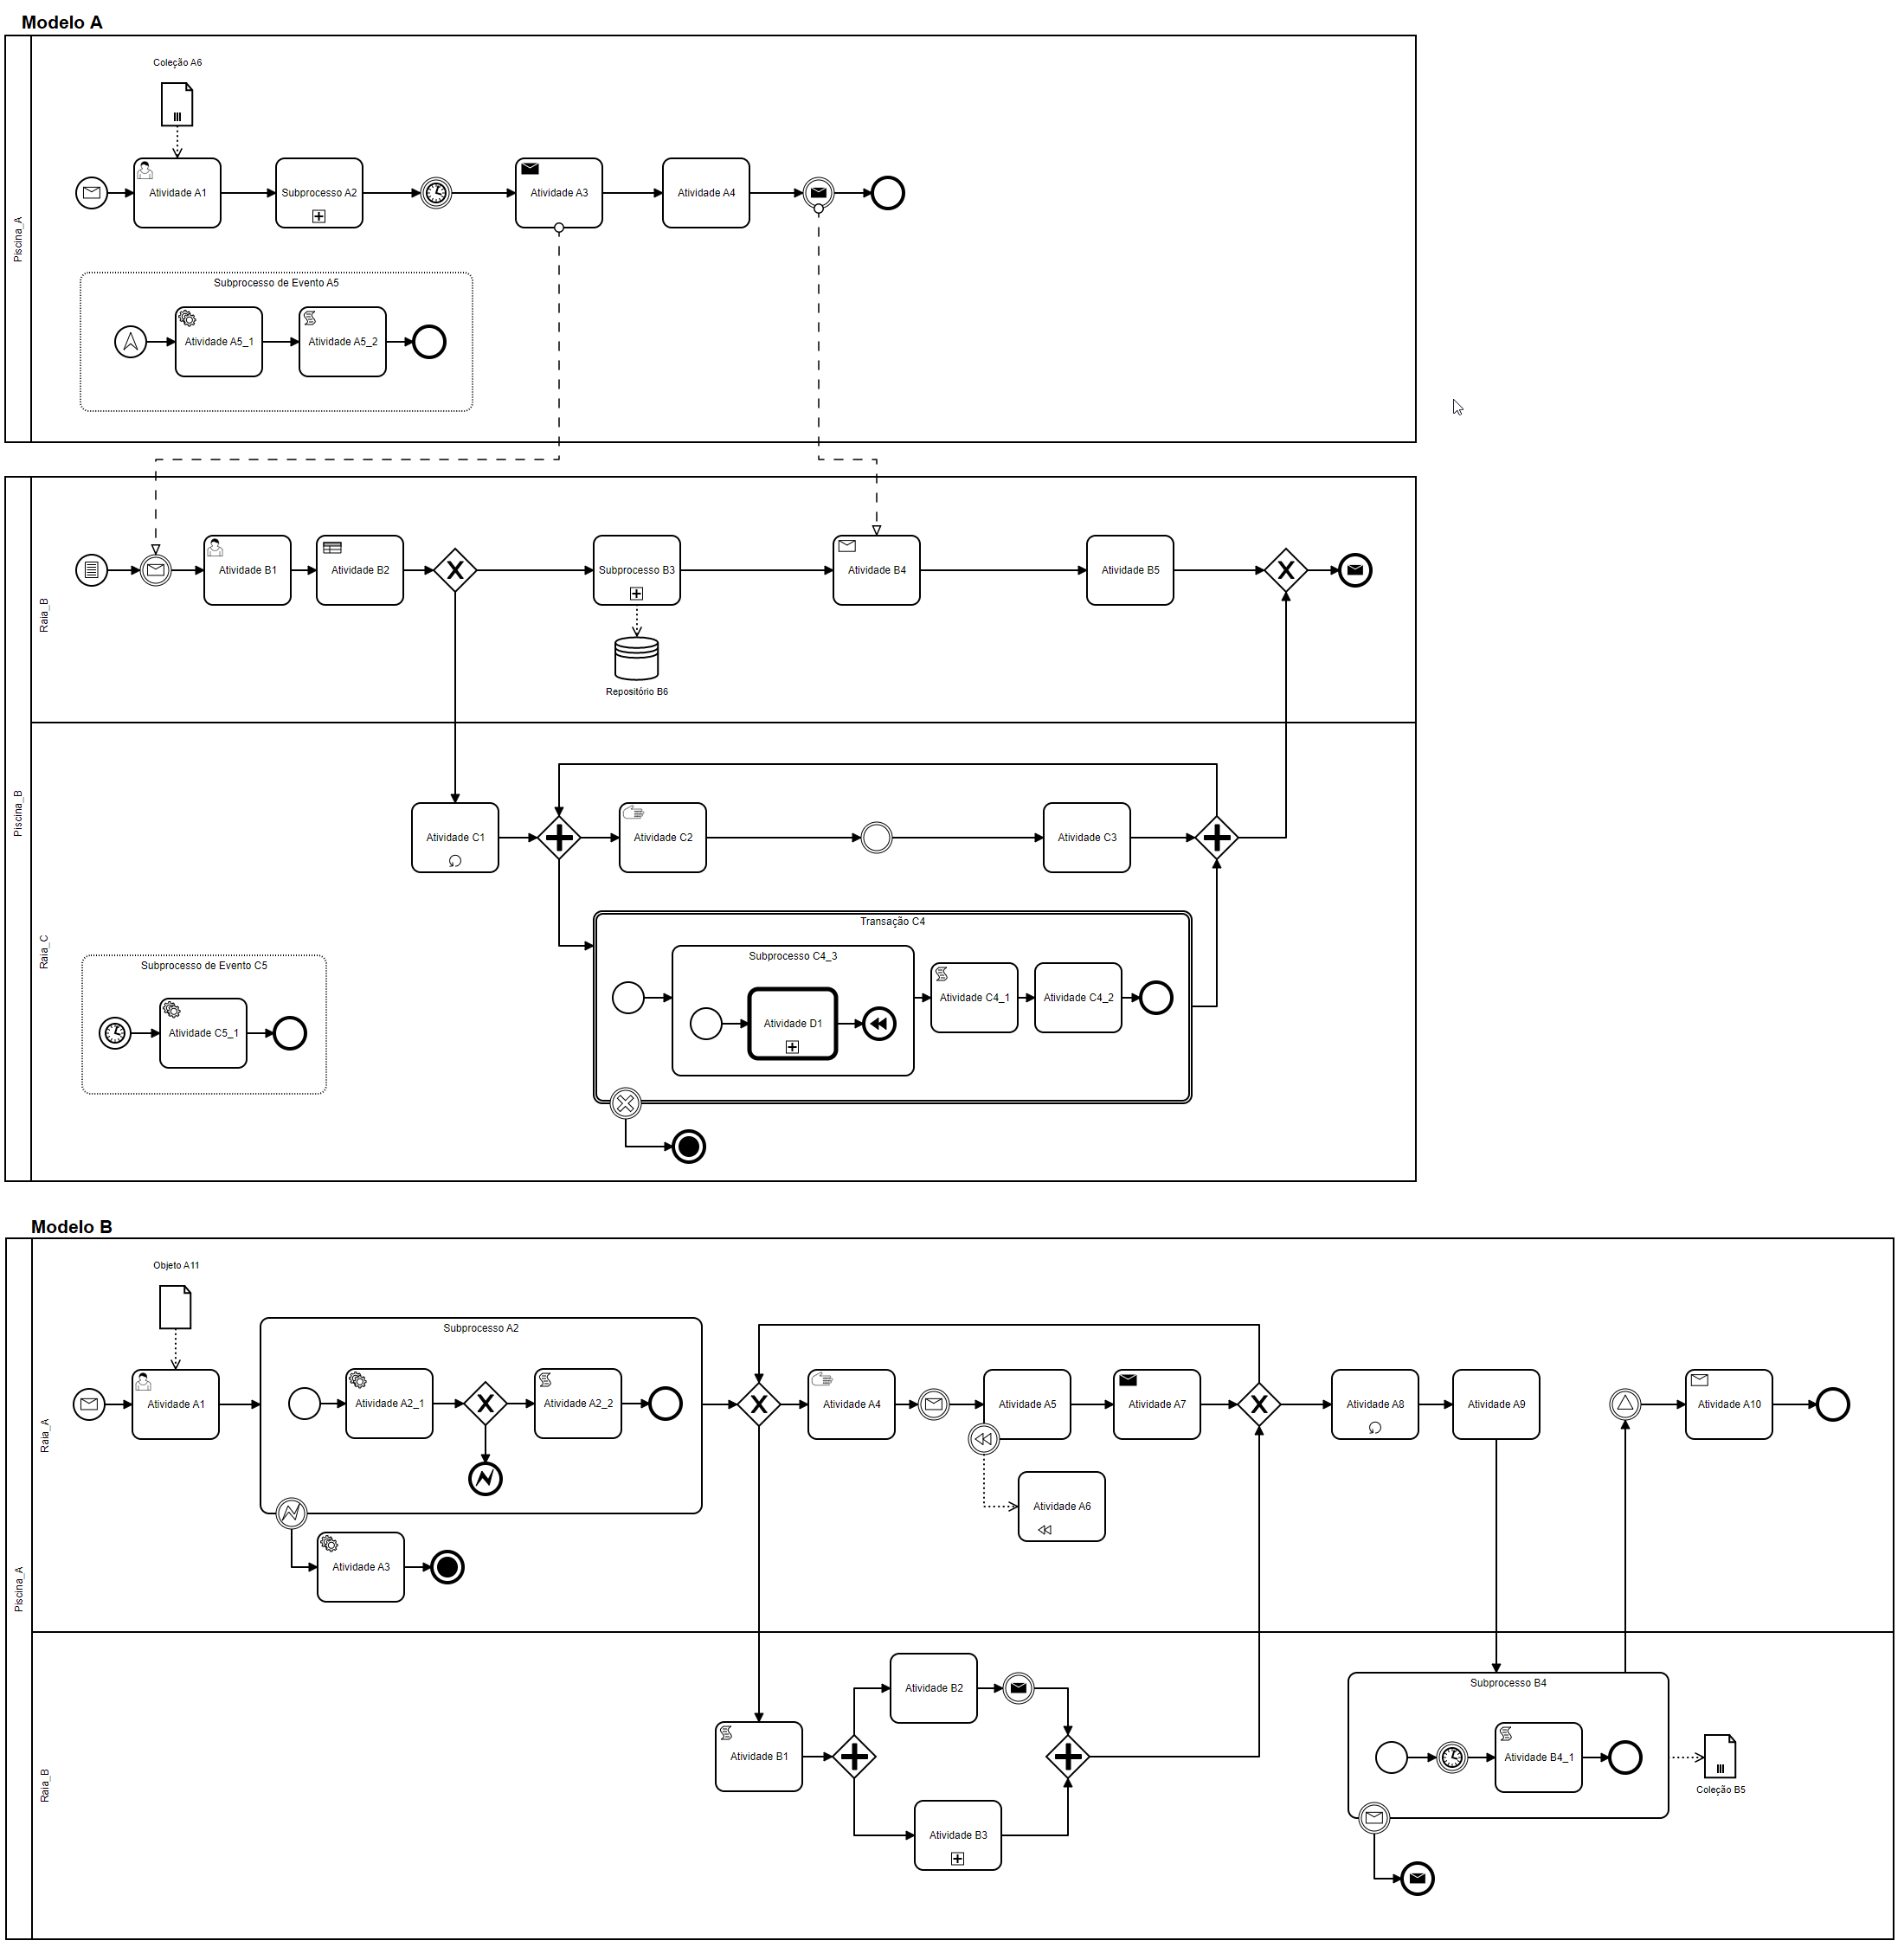 Modelo A
Piscina_A
Coleção A6
Atividade A1
Subprocesso A2
Atividade A3
Atividade A4
Subprocesso de Evento A5
Atividade A5_1
Atividade A5_2
Piscina_B
Raia_B
Atividade B1
Atividade B2
Subprocesso B3
Atividade B4
Atividade B5
Repositório B6
Raia_C
Atividade C1
Atividade C2
Atividade C3
Transação C4
Subprocesso C4_3
Atividade D1
Atividade C4_1
Atividade C4_2
Subprocesso de Evento C5
Atividade C5_1
Modelo B
Piscina_A
Raia_A
Objeto A11
Atividade A1
Subprocesso A2
Atividade A2_1
Atividade A2_2
Atividade A3
Atividade A4
Atividade A5
Atividade A7
Atividade A6
Atividade A8
Atividade A9
Atividade A10
Raia_B
Atividade B1
Atividade B2
Atividade B3
Subprocesso B4
Atividade B4_1
Coleção B5